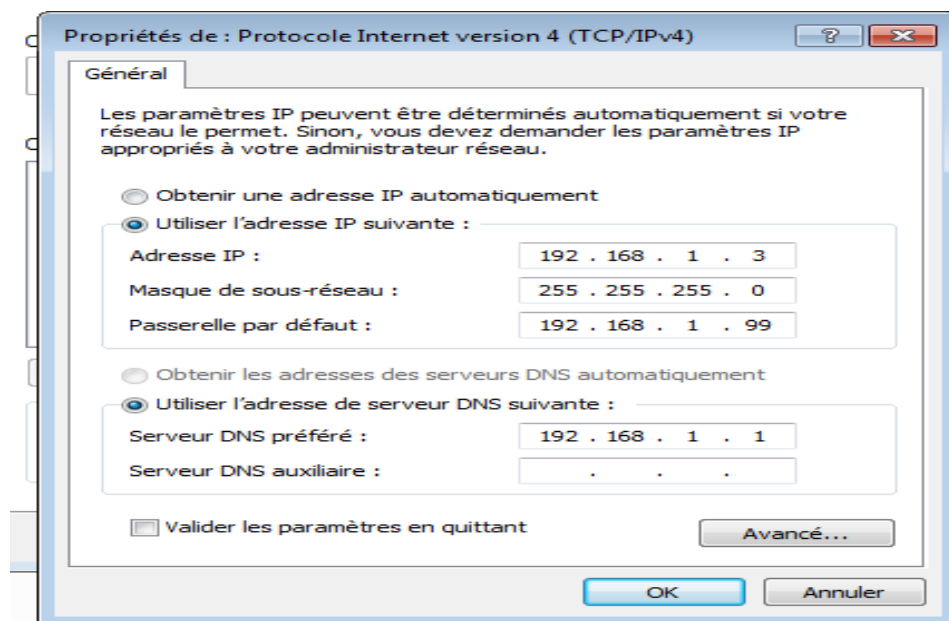 Propriétés de : Protocole Internet version 4 (TCP/IPv4)
Général
Les paramètres IP peuvent être déterminés automatiquement si votre
réseau le permet. Sinon, vous devez demander les paramètres IP
appropriés à votre administrateur réseau.
Obtenir une adresse IP automatiquement
Utiliser l'adresse IP suivante :
Adresse IP : 192 . 168 . 1 . 3
Masque de sous-réseau : 255 . 255 . 255 . 0
Passerelle par défaut : 192 . 168 . 1 . 99
Obtenir les adresses des serveurs DNS automatiquement
Utiliser l'adresse de serveur DNS suivante :
Serveur DNS préféré : 192 . 168 . 1 . 1
Serveur DNS auxiliaire : . . .
Valider les paramètres en quittant
Avancé...
OK Annuler